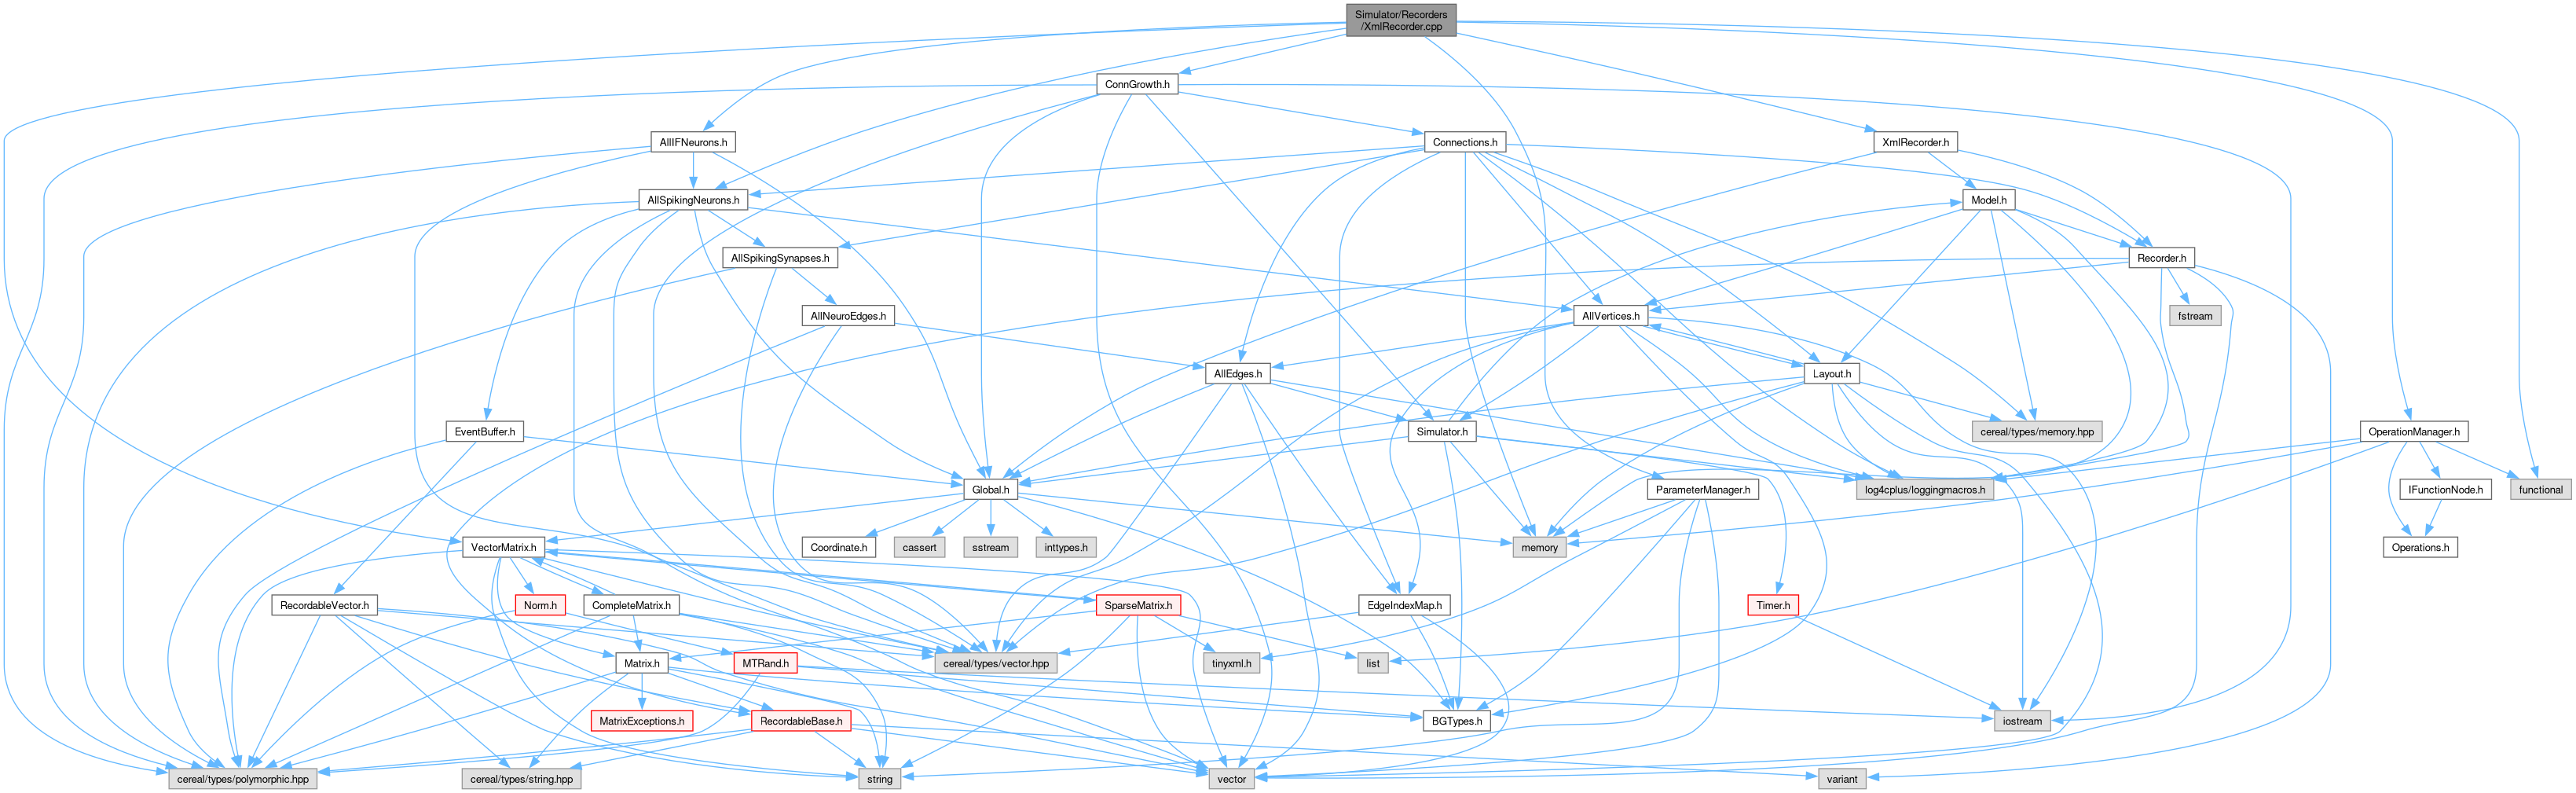 Simulator/Recorders
/XmlRecorder.cpp
ConnGrowth.h
AllIFNeurons.h
Connections.h
XmlRecorder.h
AllSpikingNeurons.h
Model.h
AllSpikingSynapses.h
Recorder.h
AllNeuroEdges.h
AllVertices.h
fstream
AllEdges.h
Layout.h
EventBuffer.h
Simulator.h
cereal/types/memory.hpp
OperationManager.h
Global.h
ParameterManager.h
log4cplus/loggingmacros.h
IFunctionNode.h
functional
VectorMatrix.h
Coordinate.h
cassert
sstream
inttypes.h
memory
Operations.h
RecordableVector.h
Norm.h
CompleteMatrix.h
SparseMatrix.h
EdgeIndexMap.h
Timer.h
Matrix.h
MTRand.h
cereal/types/vector.hpp
tinyxml.h
list
MatrixExceptions.h
RecordableBase.h
BGTypes.h
iostream
cereal/types/polymorphic.hpp
cereal/types/string.hpp
string
vector
variant